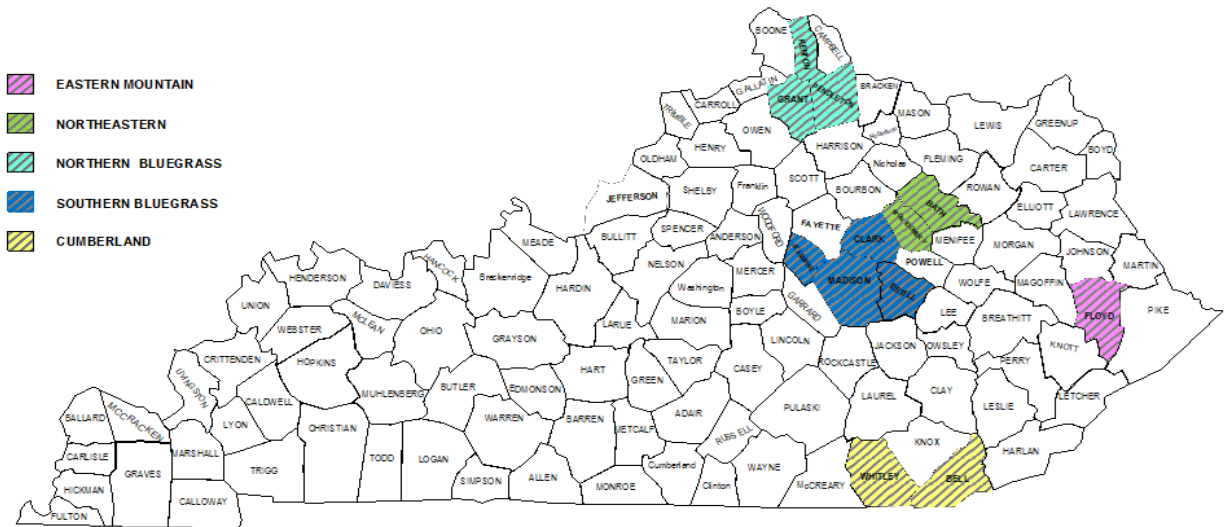 EASTERN MOUNTAIN
NORTHEASTERN
NORTHERN BLUEGRASS
SOUTHERN BLUEGRASS
CUMBERLAND
BOONE
KENTON
CAMPBELL
GALLATIN
GRANT
PENDLETON
BRACKEN
CARROLL
TRIMBLE
OWEN
MASON
LEWIS
GREENUP
HENRY
HARRISON
OLDHAM
Nicholas
FLEMING
CARTER
BOYD
SCOTT
BOURBON
ROWAN
SHELBY
Franklin
JEFFERSON
BATH
ELLIOTT
LAWRENCE
WOODFORD
FAYETTE
SPENCER
ANDERSON
BULLITT
CLARK
MENIFEE
MORGAN
JOHNSON
MEADE
POWELL
MARTIN
HANCOCK
NELSON
MERCER
Breckenridge
HENDERSON
DAVIESS
HARDIN
Washington
MADISON
ESTILL
WOLFE
MAGOFFIN
UNION
GARRARD
BOYLE
LEE
BREATHITT
FLOYD
PIKE
MCLEAN
WEBSTER
OHIO
LARUE
MARION
GRAYSON
LINCOLN
JACKSON
OWSLEY
KNOTT
CRITTENDEN
HOPKINS
HART
TAYLOR
CASEY
ROCKCASTLE
PERRY
GREEN
LIVINGSTON
MUHLENBERG
BUTLER
EDMONSON
CLAY
LETCHER
CALDWELL
LAUREL
LESLIE
PULASKI
BALLARD
MCCRACKEN
LYON
CHRISTIAN
WARREN
BARREN
METCALF
ADAIR
RUSSELL
KNOX
HARLAN
CARLISLE
MARSHALL
TODD
LOGAN
Cumberland
WAYNE
GRAVES
TRIGG
SIMPSON
ALLEN
MONROE
Clinton
McCREARY
WHITLEY
BELL
HICKMAN
CALLOWAY
FULTON